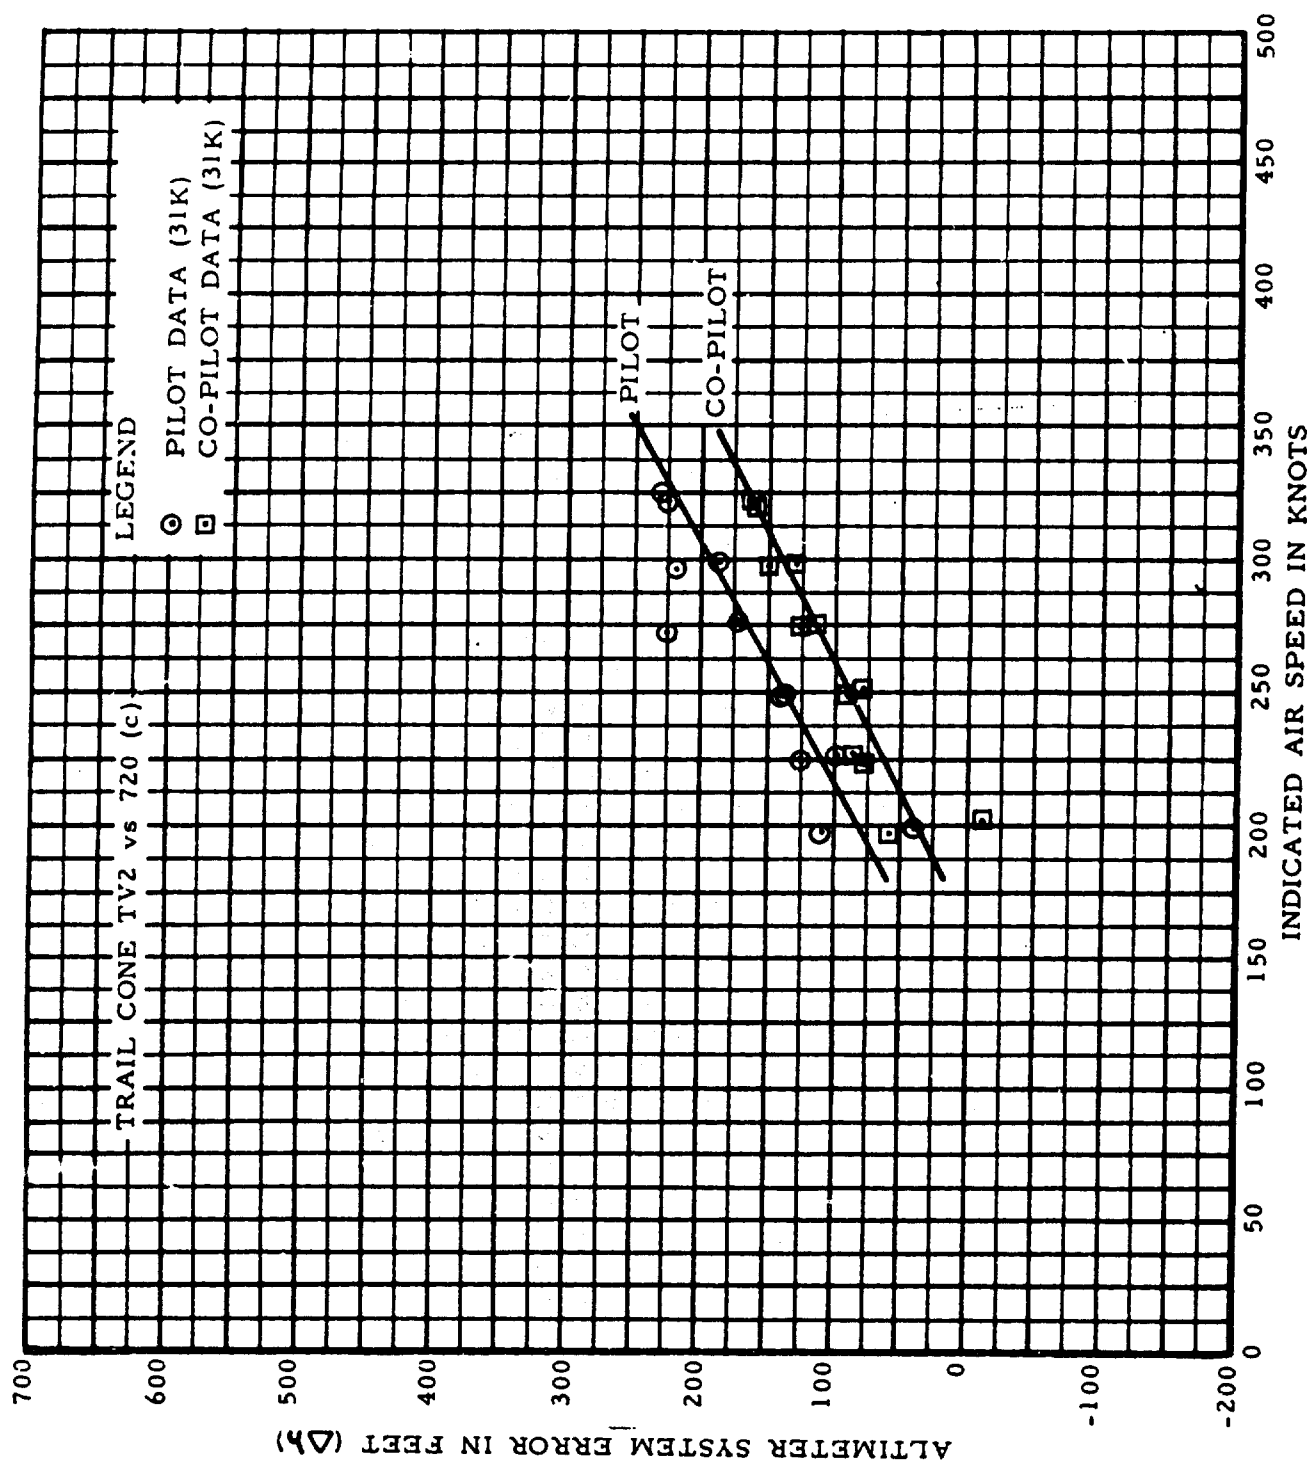 TRAIL CONE TV2 vs 720 (c)
LEGEND
PILOT DATA (31K)
CO-PILOT DATA (31K)
PILOT
CO-PILOT
700
600
500
400
300
200
100
0
-100
-200
ALTIMETER SYSTEM ERROR IN FEET (Δh)
0
50
100
150
200
250
300
350
400
450
500
INDICATED AIR SPEED IN KNOTS